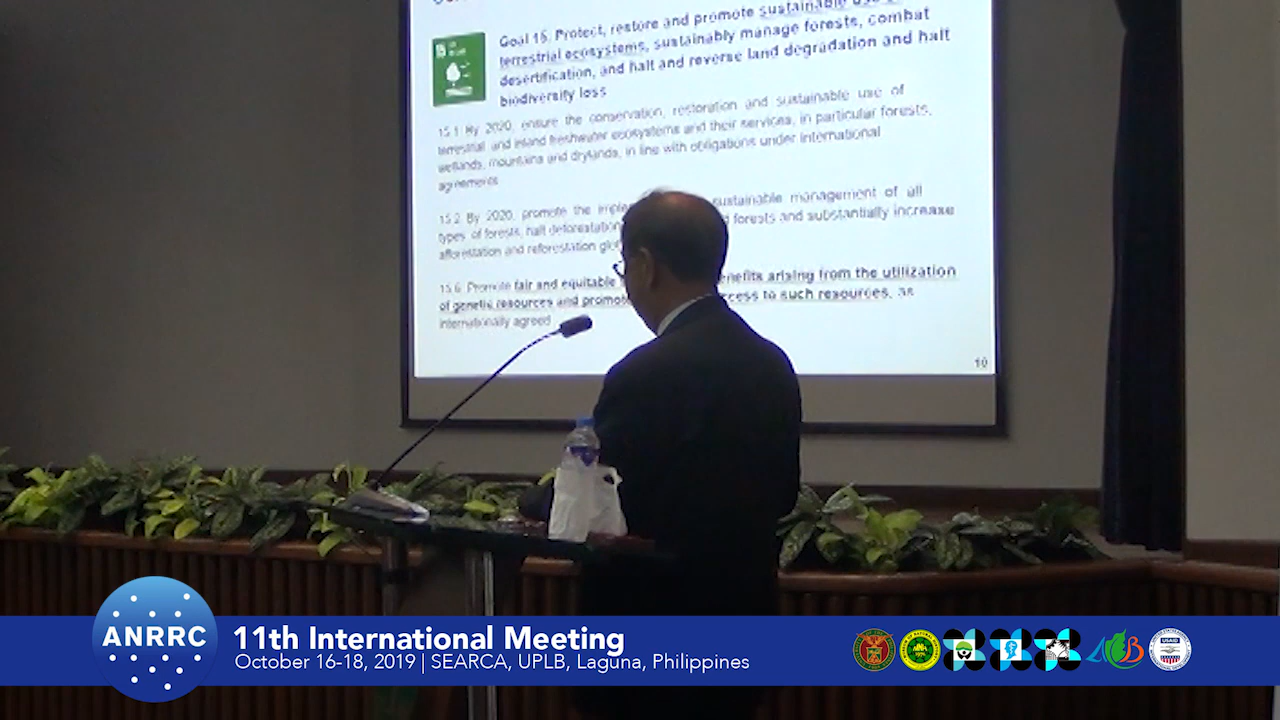 Goal 15. Protect, restore and promote sustainable use
terrestrial ecosystems, sustainably manage forests, combat
desertification, and halt and reverse land degradation and halt
biodiversity loss
15.1 By 2020, ensure the conservation, restoration and sustainable use of
terrestrial and inland freshwater ecosystems and their services, in particular forests,
wetlands, mountains and drylands, in line with obligations under international
agreements
15.2 By 2020, promote the sustainable management of all
types of forests, halt deforestation forests and substantially increase
afforestation and reforestation
15.6 Promote fair and equitable arising from the utilization
of genetic resources and promote to such resources, as
internationally agreed
10
ANRRC
11th International Meeting
October 16-18, 2019 | SEARCA, UPLB, Laguna, Philippines
USAID